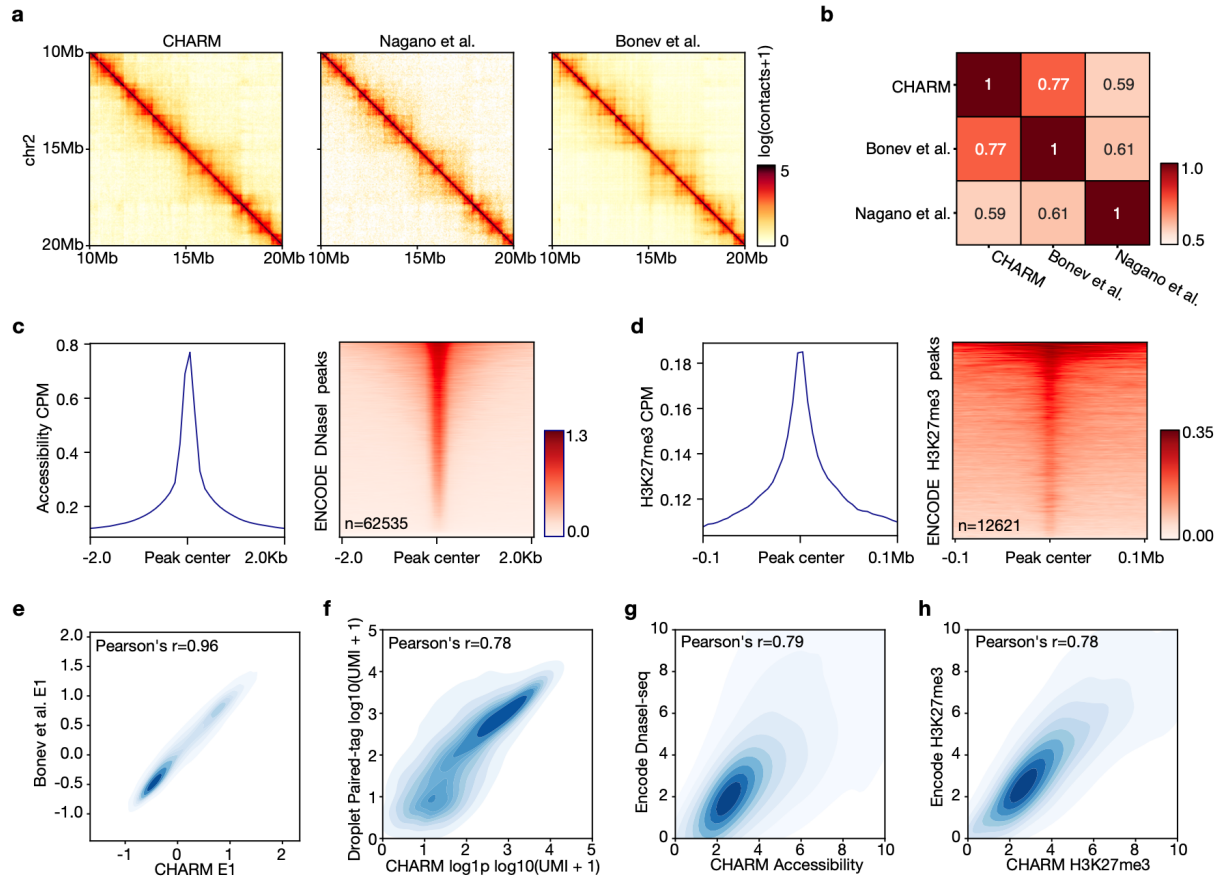 a
CHARM
Nagano et al.
Bonev et al.
10Mb
15Mb
20Mb
chr2
10Mb
15Mb
20Mb
10Mb
15Mb
20Mb
10Mb
15Mb
20Mb
log(contacts+1)
5
0
b
CHARM
1
0.77
0.59
Bonev et al.
0.77
1
0.61
Nagano et al.
0.59
0.61
1
CHARM
Bonev et al.
Nagano et al.
1.0
0.5
c
Accessibility CPM
0.8
0.6
0.4
0.2
-2.0
Peak center
2.0Kb
ENCODE DNaseI peaks
n=62535
-2.0
Peak center
2.0Kb
1.3
0.0
d
H3K27me3 CPM
0.18
0.16
0.14
0.12
-0.1
Peak center
0.1Mb
ENCODE H3K27me3 peaks
n=12621
-0.1
Peak center
0.1Mb
0.35
0.00
e
Pearson's r=0.96
Bonev et al. E1
2.0
1.5
1.0
0.5
0.0
-0.5
-1.0
-1
0
1
2
CHARM E1
f
Pearson's r=0.78
Droplet Paired-tag log10(UMI + 1)
5
4
3
2
1
0
0
1
2
3
4
5
CHARM log1p log10(UMI + 1)
g
Pearson's r=0.79
Encode DnaseI-seq
10
8
6
4
2
0
0
2
4
6
8
10
CHARM Accessibility
h
Pearson's r=0.78
Encode H3K27me3
10
8
6
4
2
0
0
2
4
6
8
10
CHARM H3K27me3